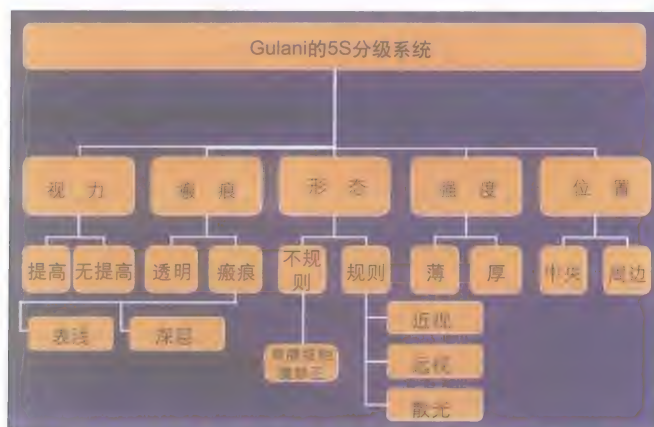 Gulani的5S分级系统
视 力
瘢 痕
形 态
强 度
位 置
提高
无提高
透明
瘢痕
不规
则
规则
薄
厚
中央
周边
表浅
深层
近视
远视
散光